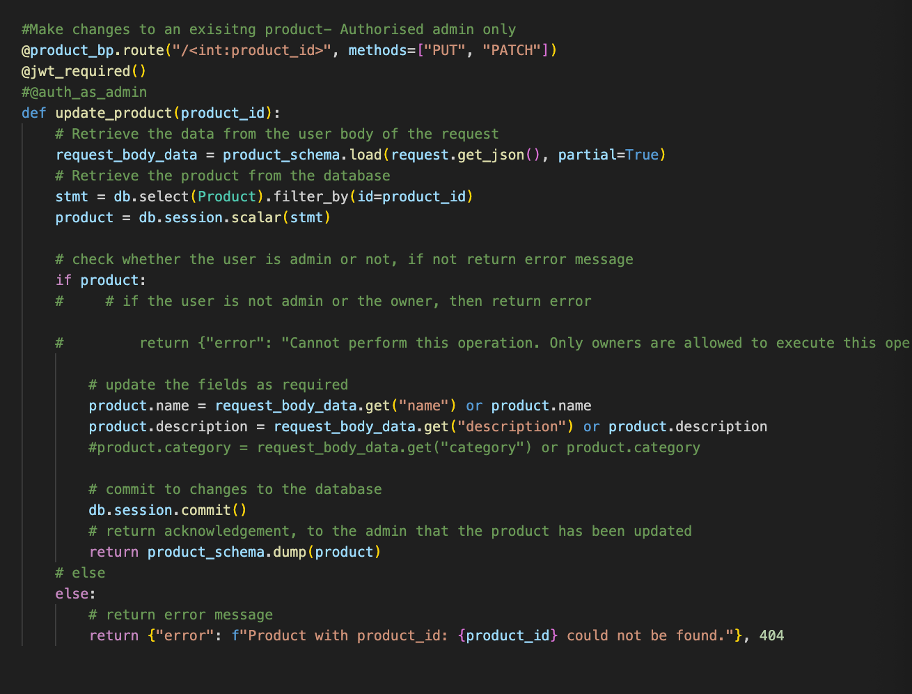 #Make changes to an exisitng product- Authorised admin only
@product_bp.route("/<int:product_id>", methods=["PUT", "PATCH"])
@jwt_required()
#@auth_as_admin
def update_product(product_id):
    # Retrieve the data from the user body of the request
    request_body_data = product_schema.load(request.get_json(), partial=True)
    # Retrieve the product from the database
    stmt = db.select(Product).filter_by(id=product_id)
    product = db.session.scalar(stmt)

    # check whether the user is admin or not, if not return error message
    if product:
    #     # if the user is not admin or the owner, then return error

    #         return {"error": "Cannot perform this operation. Only owners are allowed to execute this ope

        # update the fields as required
        product.name = request_body_data.get("name") or product.name
        product.description = request_body_data.get("description") or product.description
        #product.category = request_body_data.get("category") or product.category

        # commit to changes to the database
        db.session.commit()
        # return acknowledgement, to the admin that the product has been updated
        return product_schema.dump(product)
    # else
    else:
        # return error message
        return {"error": f"Product with product_id: {product_id} could not be found."}, 404